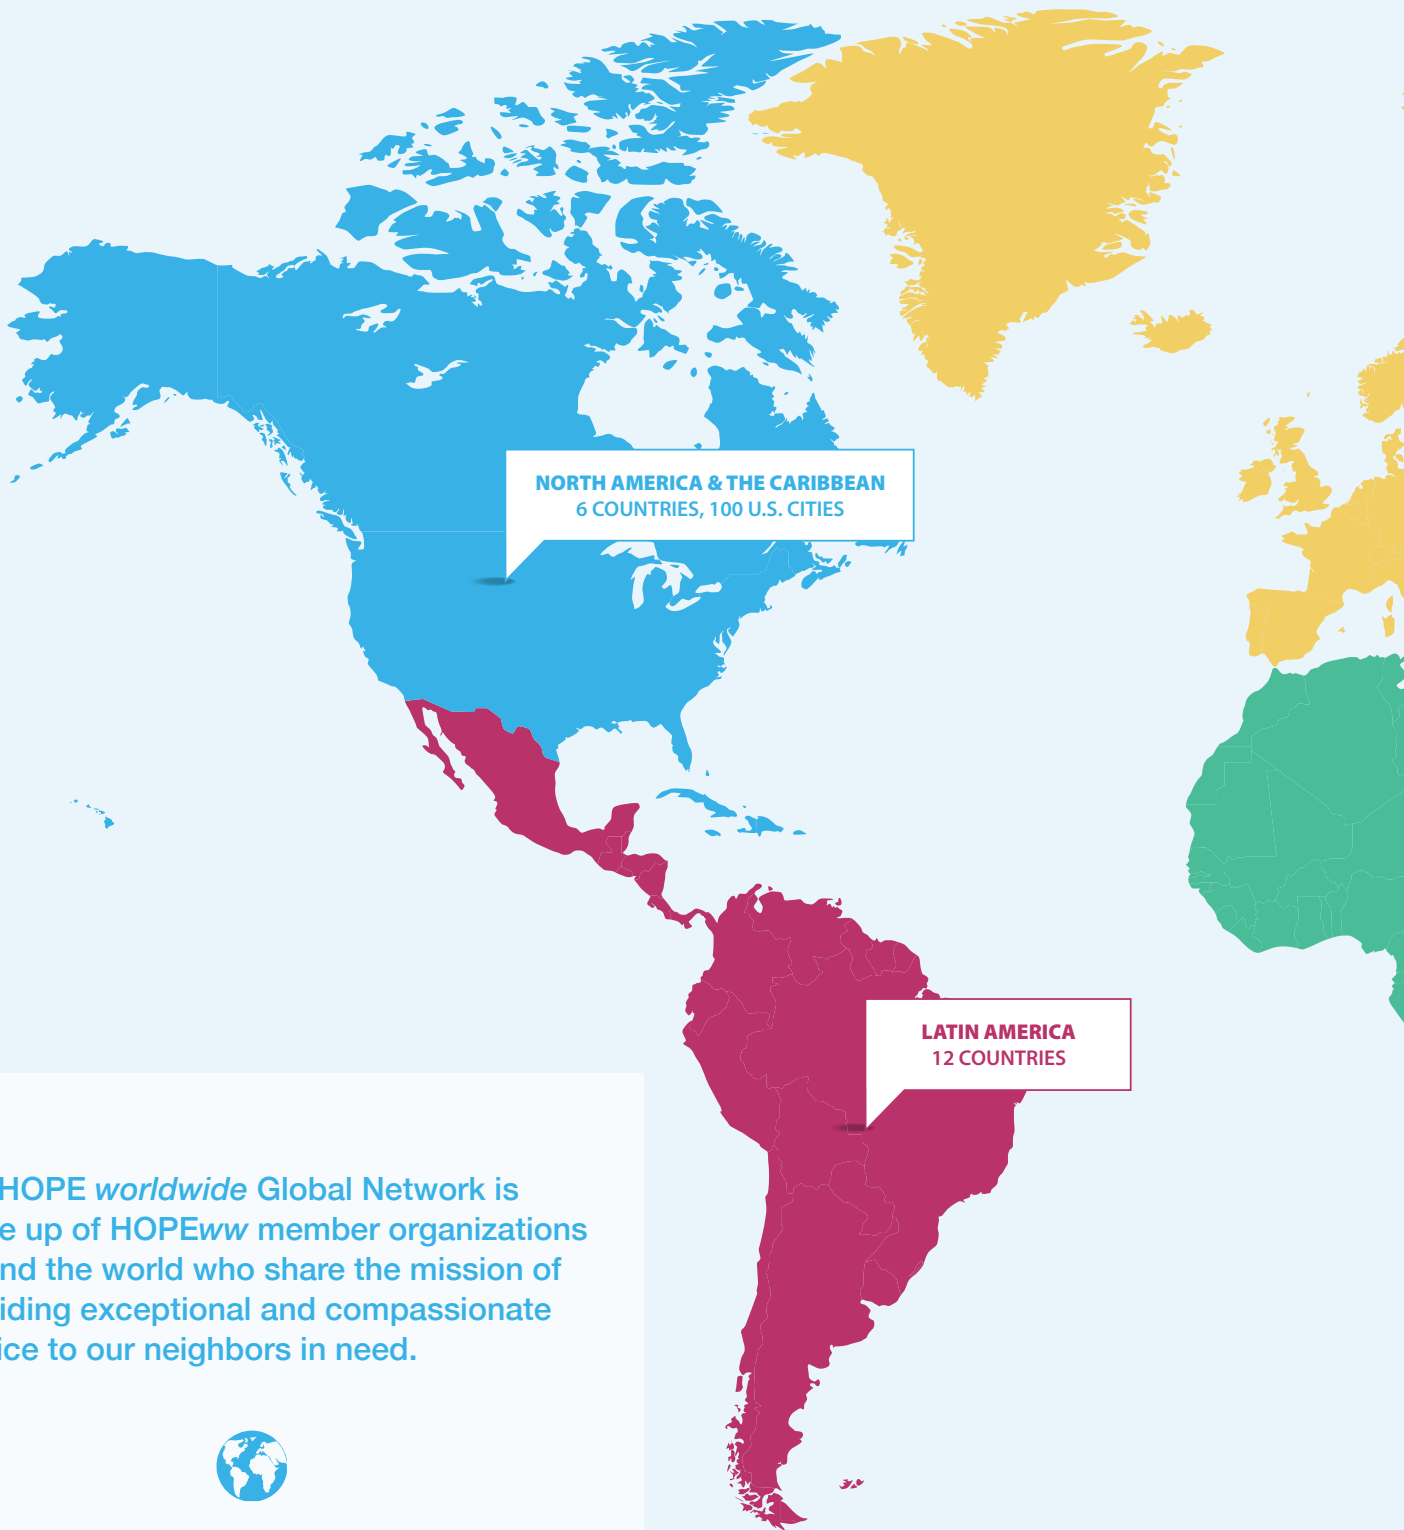 NORTH AMERICA & THE CARIBBEAN
6 COUNTRIES, 100 U.S. CITIES
LATIN AMERICA
12 COUNTRIES
HOPE worldwide Global Network is
e up of HOPEww member organizations
nd the world who share the mission of
iding exceptional and compassionate
ice to our neighbors in need.